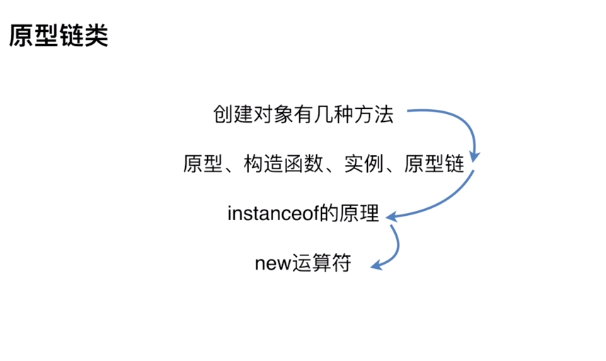 原型链类
创建对象有几种方法
原型、构造函数、实例、原型链
instanceof的原理
new运算符